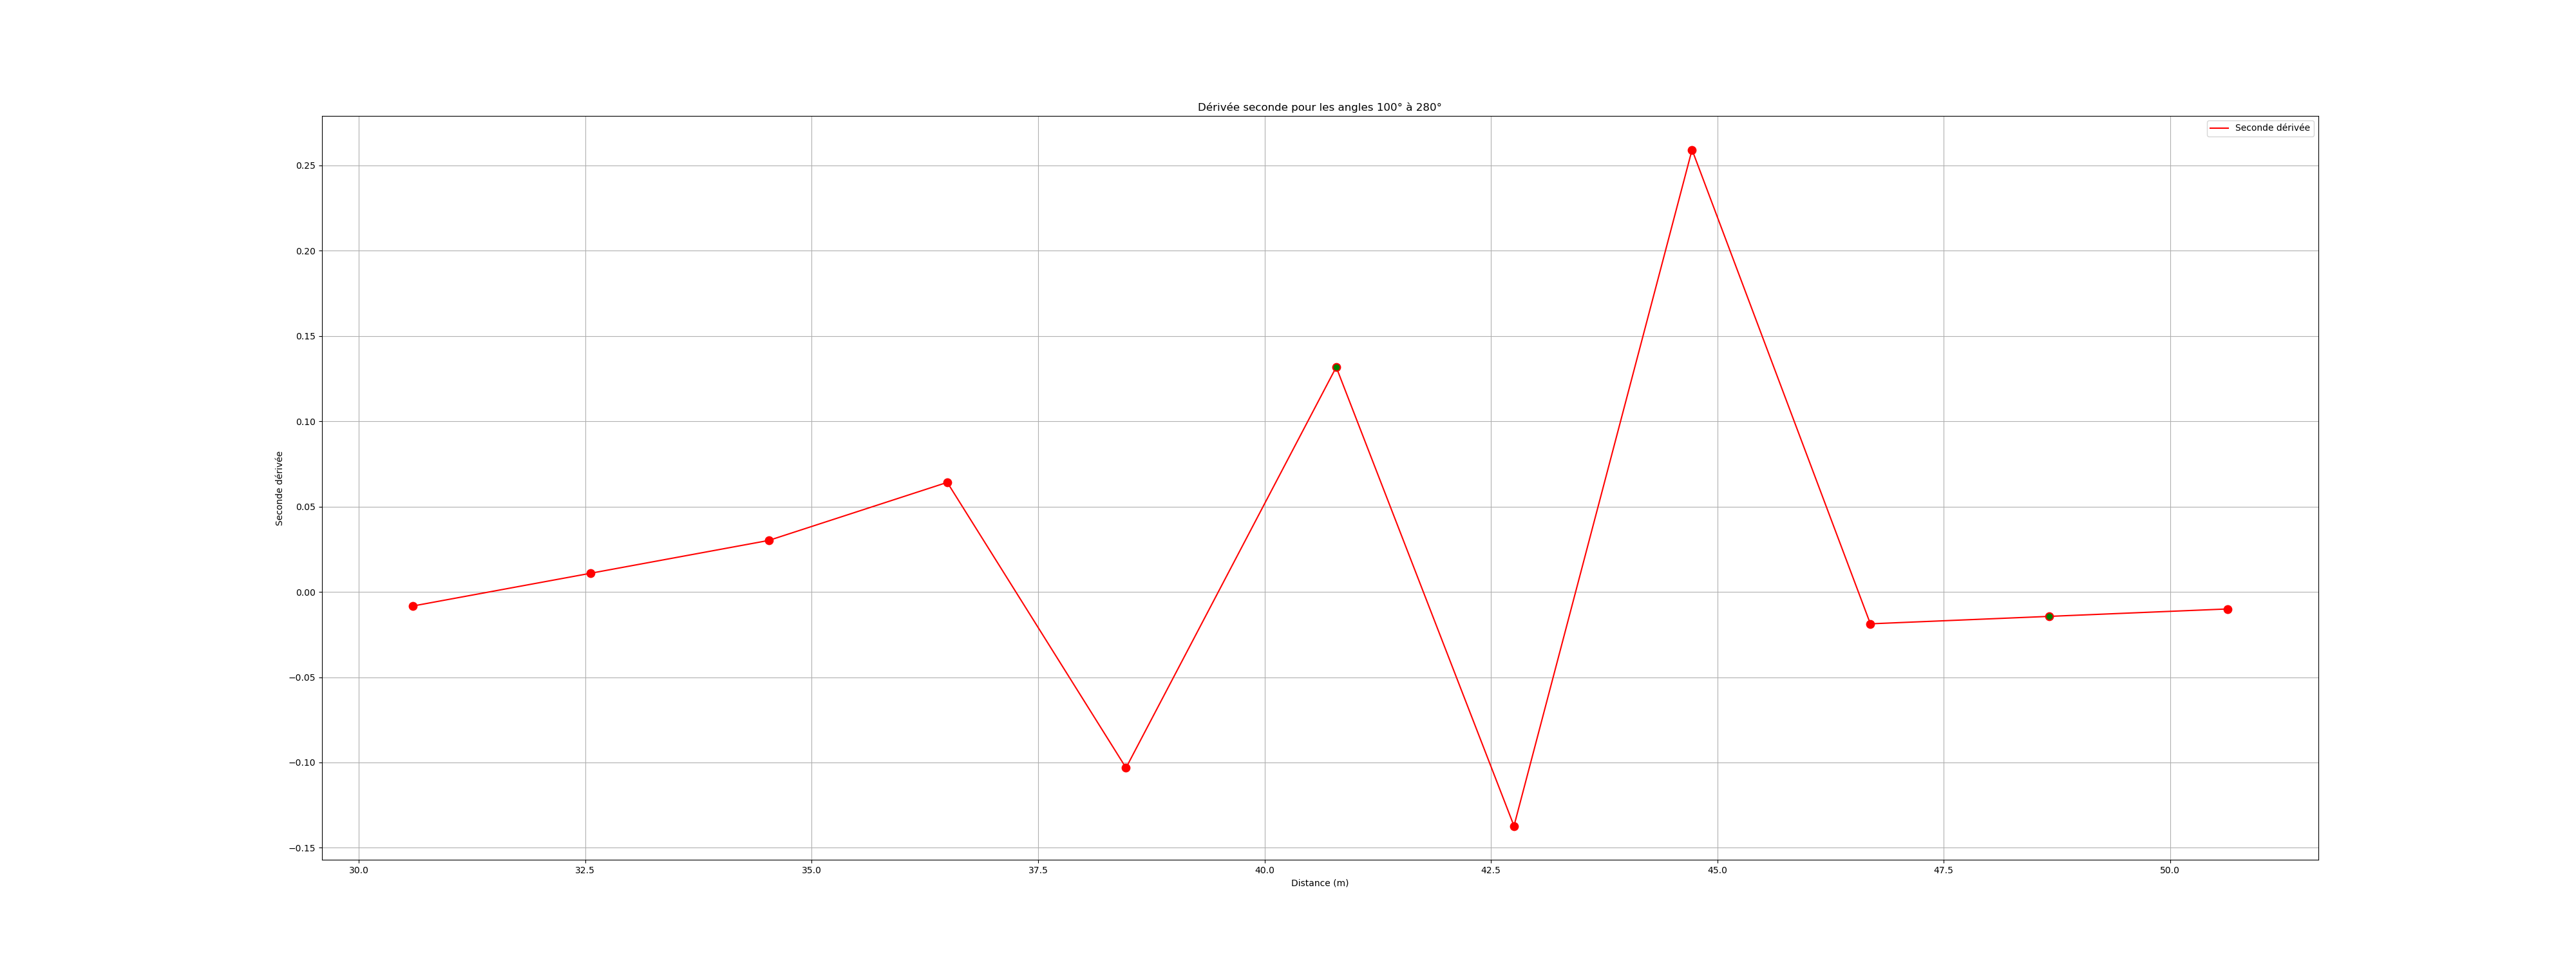 Dérivée seconde pour les angles 100° à 280°
Seconde dérivée
0.25
0.20
0.15
0.10
0.05
0.00
−0.05
−0.10
−0.15
Seconde dérivée
30.0 32.5 35.0 37.5 40.0 42.5 45.0 47.5 50.0
Distance (m)